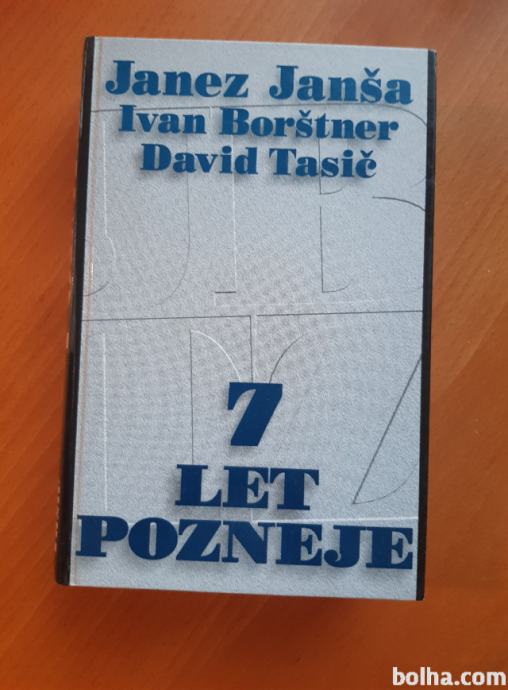 Janez Janša
Ivan Borštner
David Tasič
7
LET
POZNEJE
bolha.com